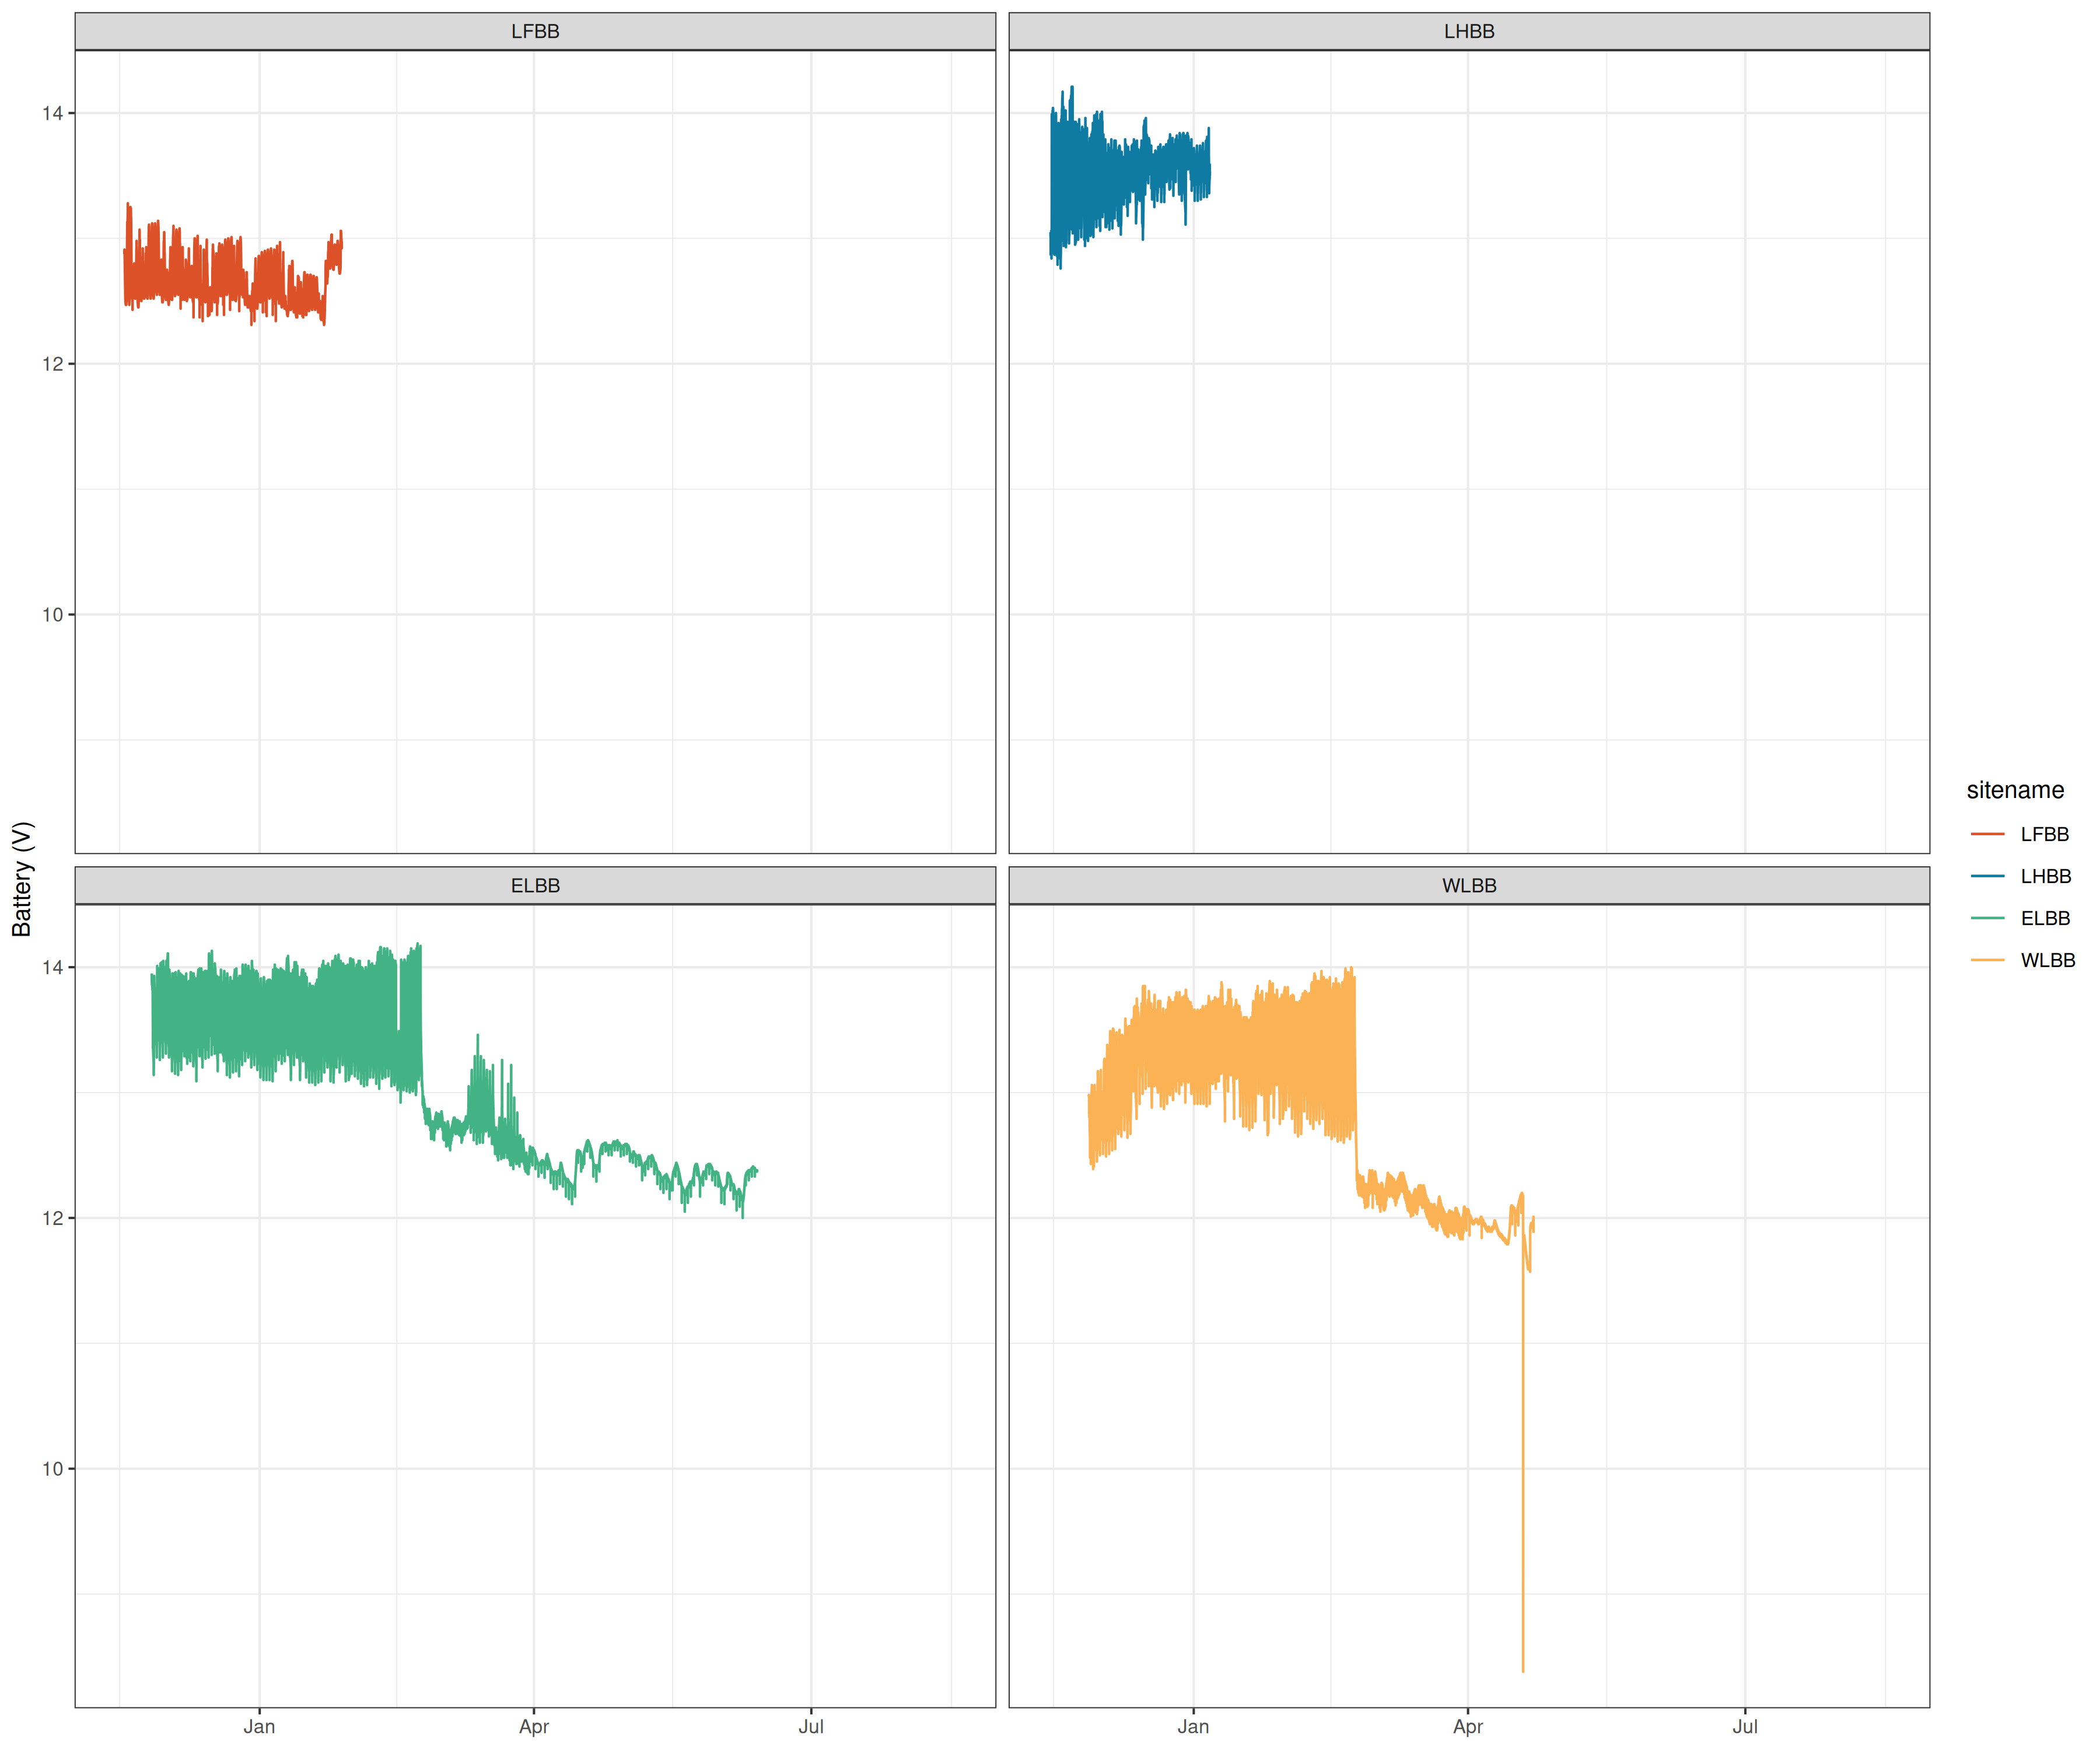 LFBB
LHBB
14
12
10
Battery (V)
ELBB
WLBB
14
12
10
Jan
Apr
Jul
Jan
Apr
Jul
sitename
LFBB
LHBB
ELBB
WLBB